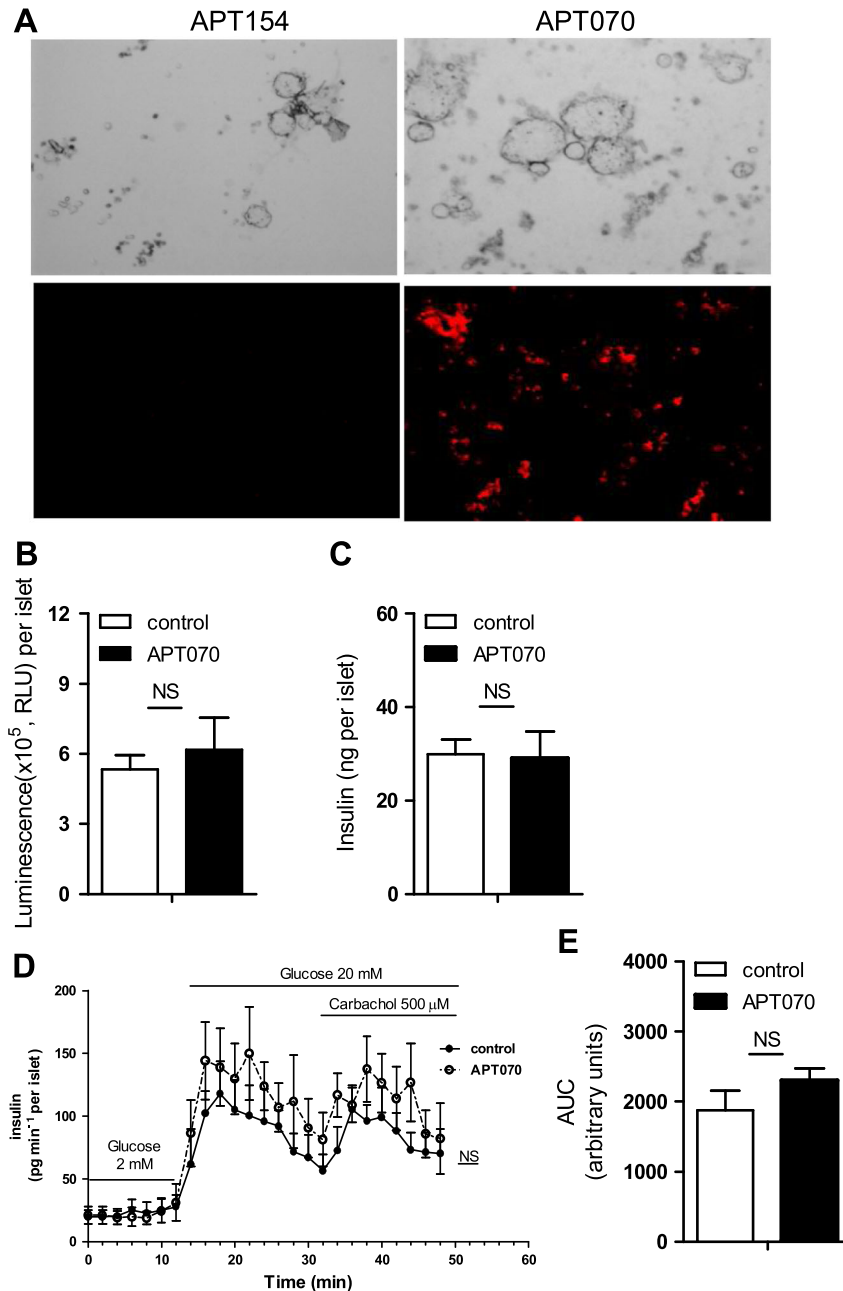 A
APT154
APT070
B
Luminescence(x10⁵, RLU) per islet
12
9
6
3
0
control
APT070
NS
C
Insulin (ng per islet)
60
40
20
0
control
APT070
NS
D
insulin
(pg min⁻¹ per islet)
200
150
100
50
0
Glucose 20 mM
Carbachol 500 µM
control
APT070
Glucose
2 mM
NS
0 10 20 30 40 50 60
Time (min)
E
AUC
(arbitrary units)
4000
3000
2000
1000
0
control
APT070
NS